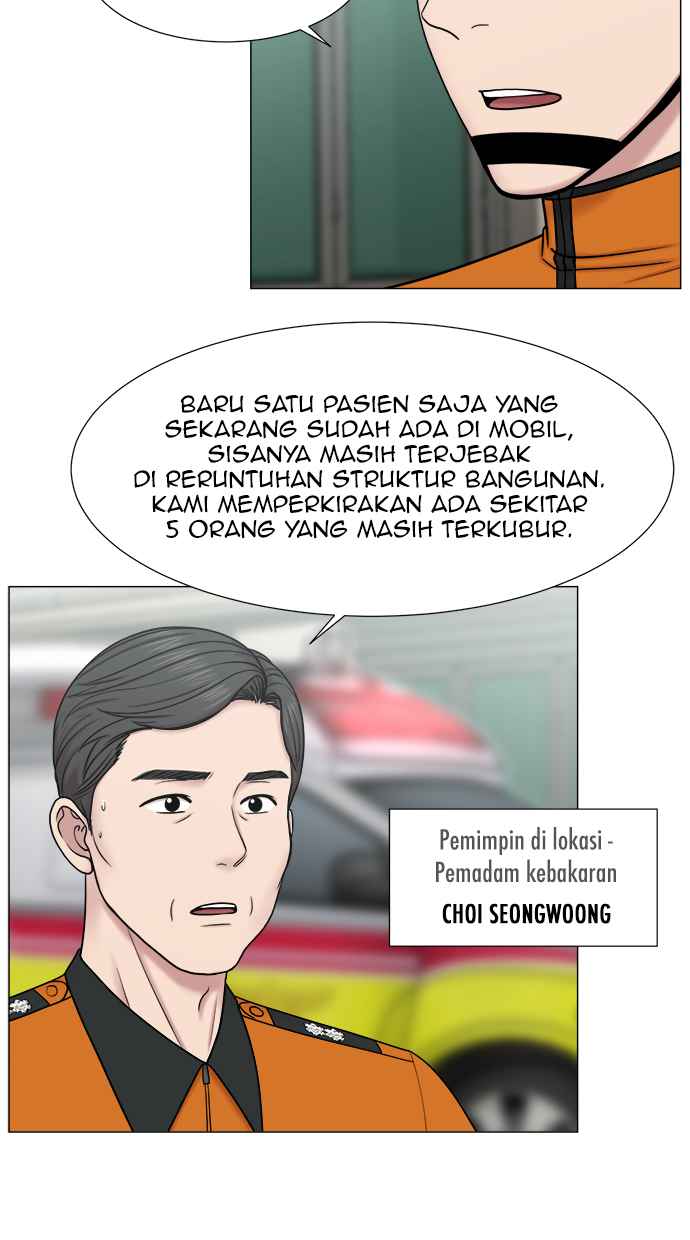 BARU SATU PASIEN SAJA YANG
SEKARANG SUDAH ADA DI MOBIL,
SISANYA MASIH TERJEBAK
DI RERUNTUHAN STRUKTUR BANGUNAN.
KAMI MEMPERKIRAKAN ADA SEKITAR
5 ORANG YANG MASIH TERKUBUR.
Pemimpin di lokasi -
Pemadam kebakaran
CHOI SEONGWOONG